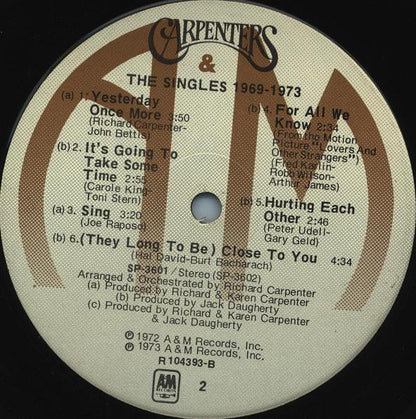 CARPENTERS
&
THE SINGLES 1969-1973
(a) 1. Yesterday
Once More 3:50
(Richard Carpenter-
John Bettis)
(b) 2. It's Going To
Take Some
Time 2:55
(Carole King-
Toni Stern)
(a) 3. Sing 3:20
(Joe Raposo)
(b) 4. For All We
Know 2:34
(From the Motion
Picture "Lovers And
Other Strangers")
(Fred Karlin-
Robb Wilson-
Arthur James)
(b) 5. Hurting Each
Other 2:46
(Peter Udell-
Gary Geld)
(b) 6. (They Long To Be) Close To You 4:34
(Hal David-Burt Bacharach)
SP-3601/Stereo (SP-3602)
Arranged & Orchestrated by Richard Carpenter
(a) Produced by Richard & Karen Carpenter
(b) Produced by Jack Daugherty
(c) Produced by Richard & Karen Carpenter
& Jack Daugherty
℗ 1972 A & M Records, Inc.
℗ 1973 A & M Records, Inc.
R 104393-B
AM
RECORDS
2